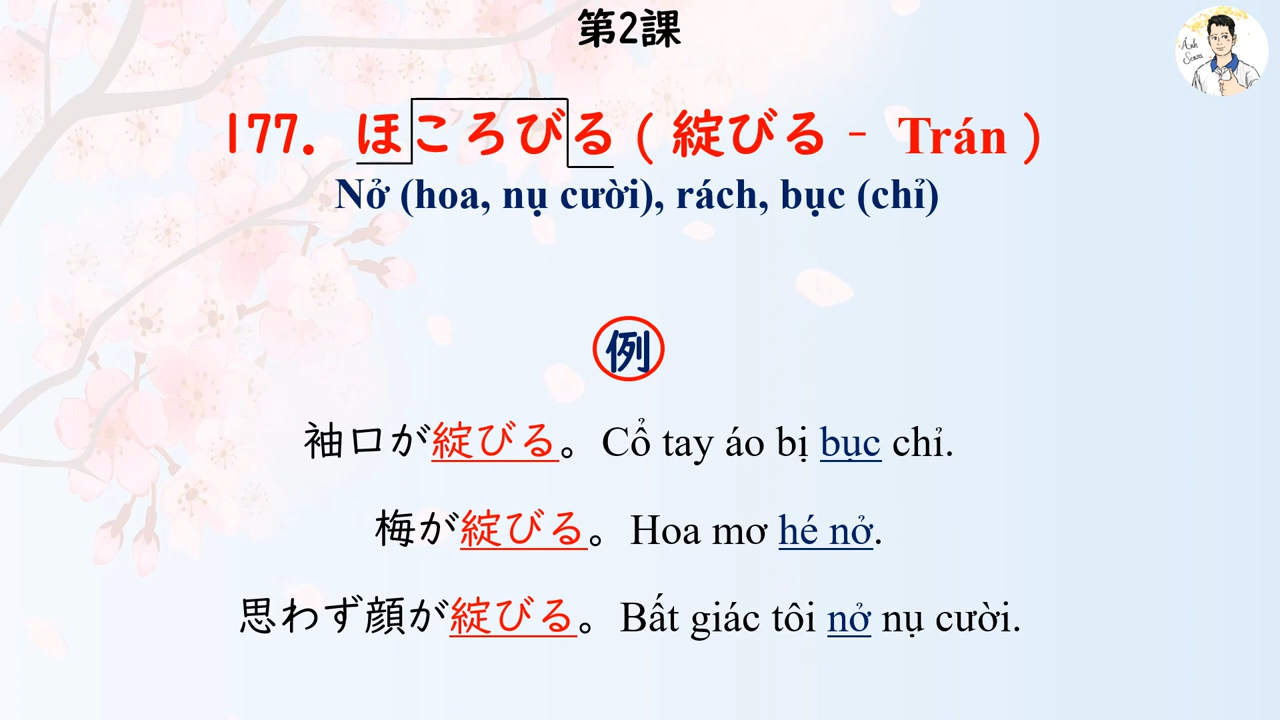 第2課
Anh Sensei
177. ほころびる ( 綻びる - Trán )
Nở (hoa, nụ cười), rách, bục (chỉ)
例
袖口が綻びる。Cổ tay áo bị bục chỉ.
梅が綻びる。Hoa mơ hé nở.
思わず顔が綻びる。Bất giác tôi nở nụ cười.